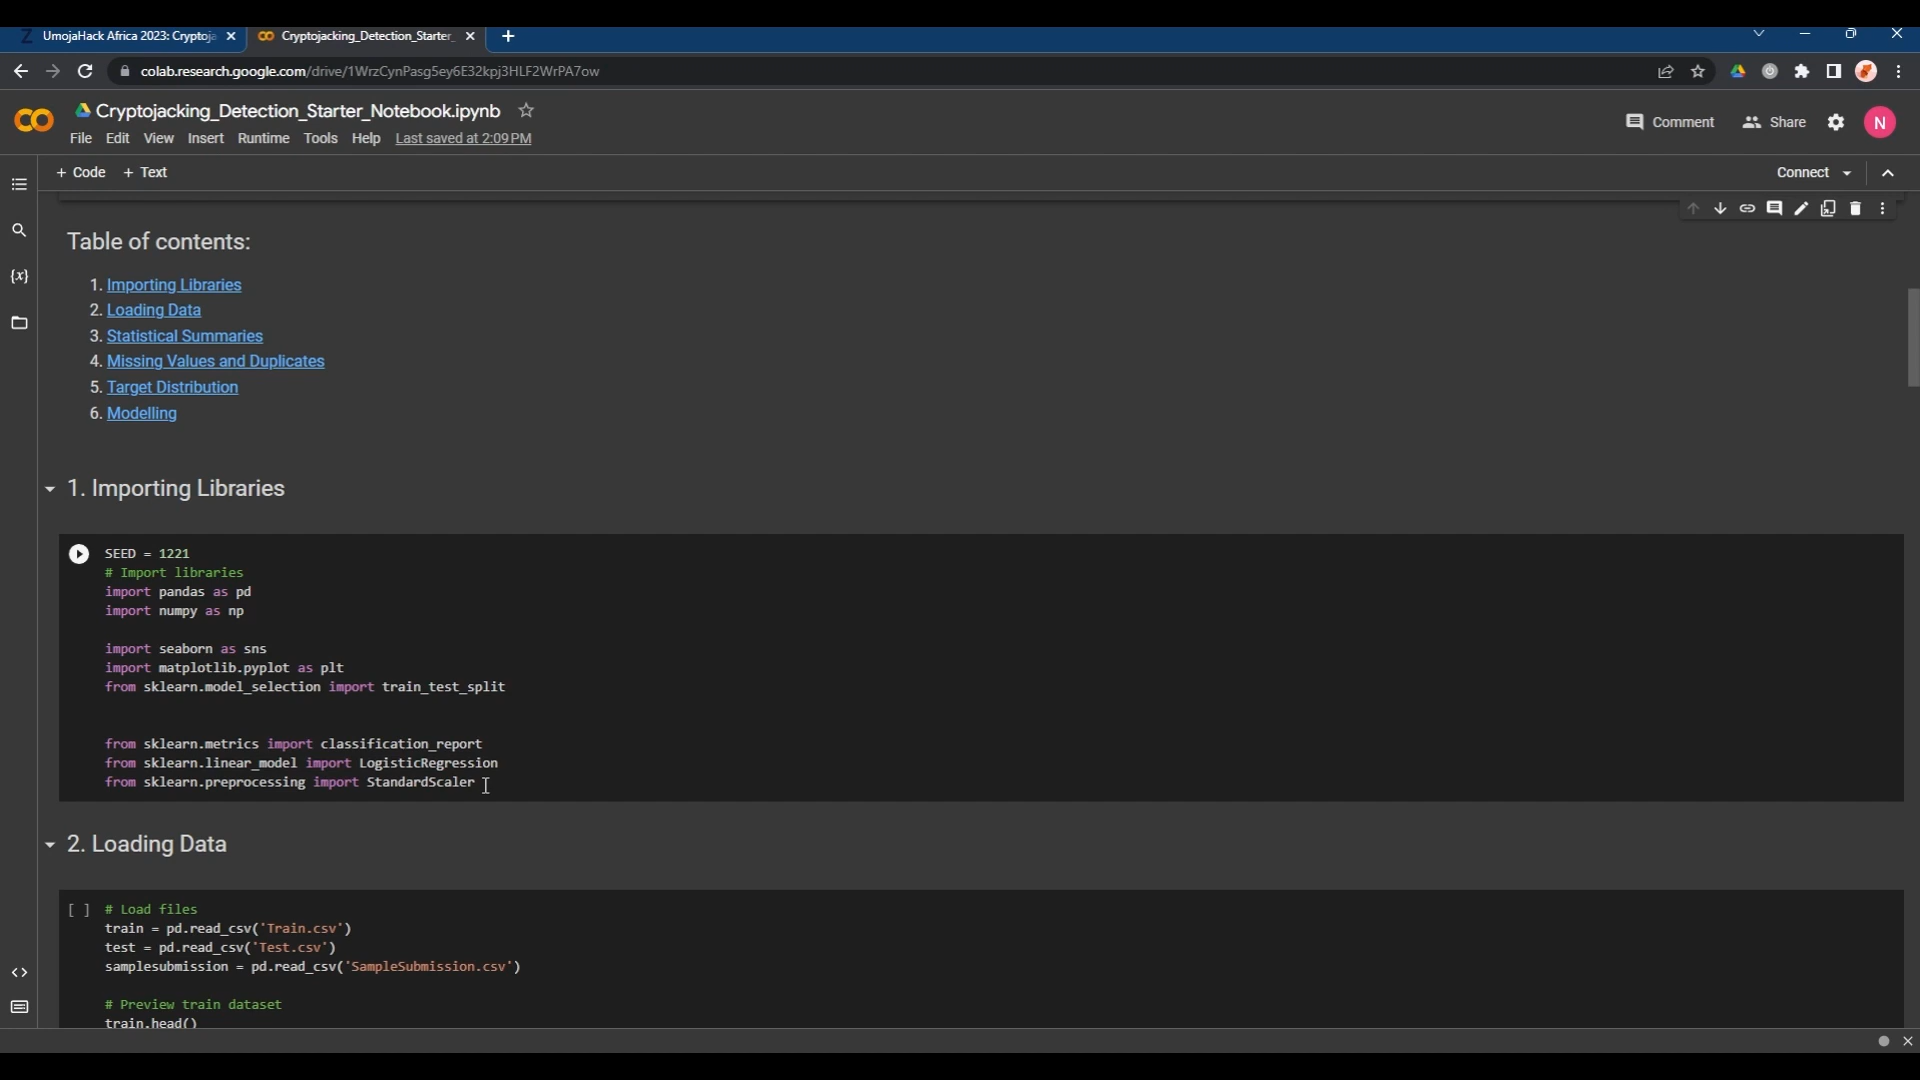 UmojaHack Africa 2023: Cryptoja
Cryptojacking_Detection_Starter_
colab.research.google.com/drive/1WrzCynPasg5ey6E32kpj3HLF2WrPA7ow
Cryptojacking_Detection_Starter_Notebook.ipynb
Comment
Share
N
File Edit View Insert Runtime Tools Help Last saved at 2:09 PM
+ Code + Text
Connect
{x}
Table of contents:
1. Importing Libraries
2. Loading Data
3. Statistical Summaries
4. Missing Values and Duplicates
5. Target Distribution
6. Modelling
1. Importing Libraries
SEED = 1221
# Import libraries
import pandas as pd
import numpy as np
import seaborn as sns
import matplotlib.pyplot as plt
from sklearn.model_selection import train_test_split
from sklearn.metrics import classification_report
from sklearn.linear_model import LogisticRegression
from sklearn.preprocessing import StandardScaler
2. Loading Data
[ ] # Load files
train = pd.read_csv('Train.csv')
test = pd.read_csv('Test.csv')
samplesubmission = pd.read_csv('SampleSubmission.csv')
# Preview train dataset
train.head()